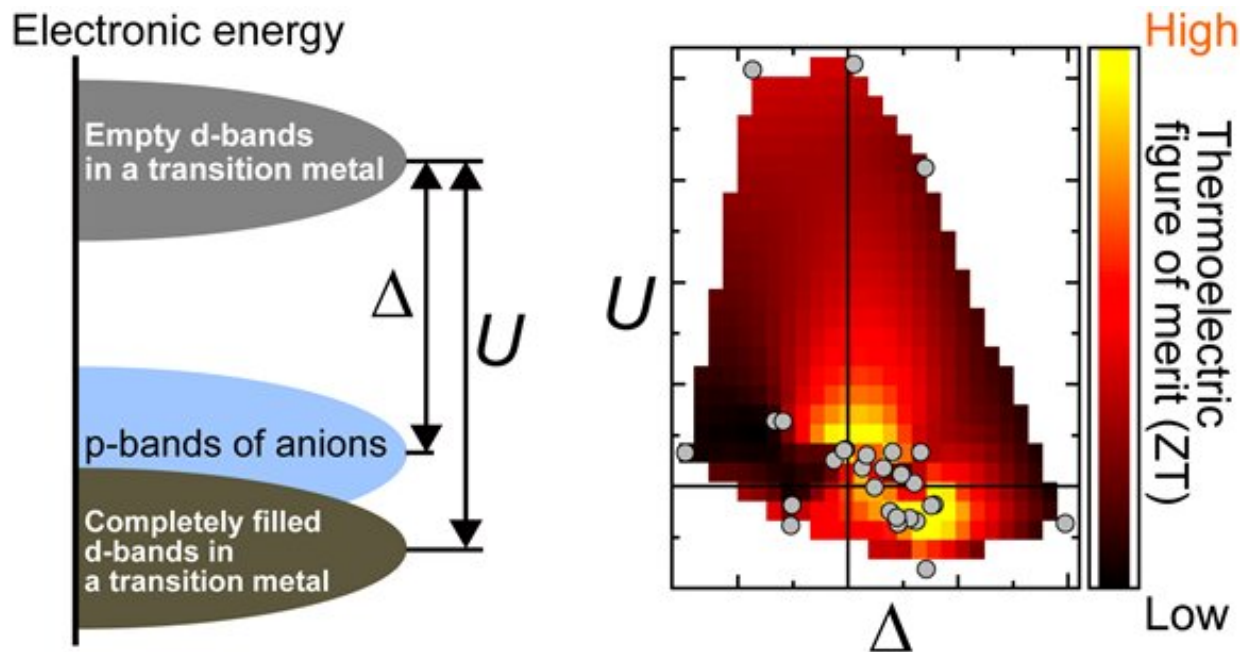 Electronic energy
Empty d-bands
in a transition metal
Δ
U
p-bands of anions
Completely filled
d-bands in
a transition metal
U
Δ
High
Thermoelectric
figure of merit (ZT)
Low